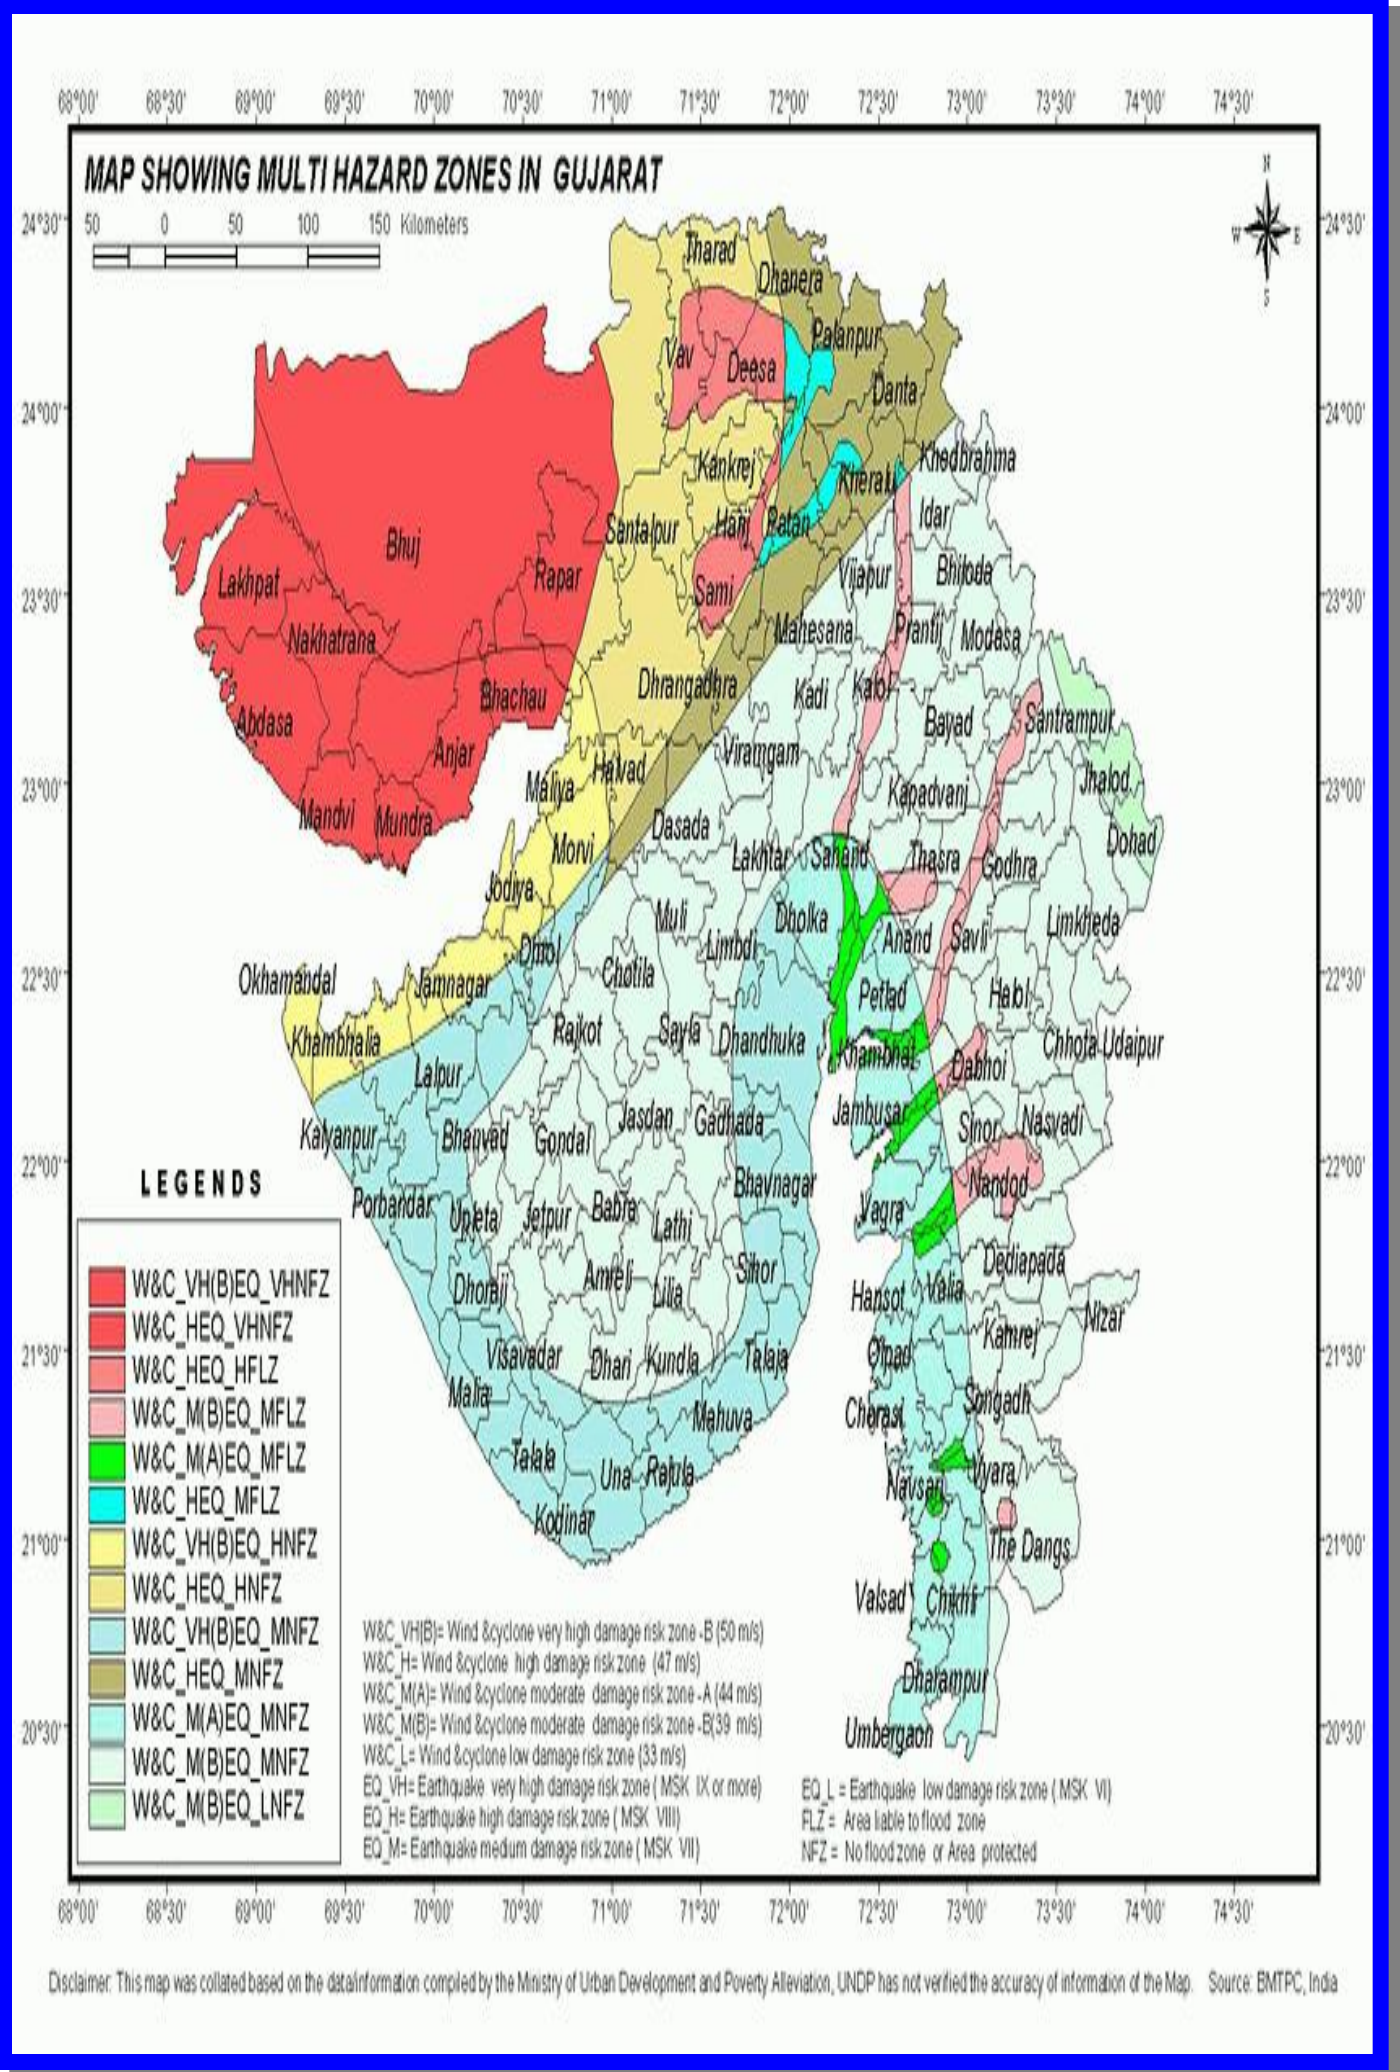 68°00' 68°30' 69°00' 69°30' 70°00' 70°30' 71°00' 71°30' 72°00' 72°30' 73°00' 73°30' 74°00' 74°30'
MAP SHOWING MULTI HAZARD ZONES IN GUJARAT
50 0 50 100 150 Kilometers
N
W E
S
24°30' 24°30'
24°00' 24°00'
23°30' 23°30'
23°00' 23°00'
22°30' 22°30'
22°00' 22°00'
21°30' 21°30'
21°00' 21°00'
20°30' 20°30'
Tharad
Dhanera
Palanpur
Vav
Deesa
Danta
Kankrej
Kheralu
Khedbrahma
Santalpur
Harij
Patan
Idar
Bhuj
Rapar
Lakhpat
Sami
Vijapur
Bhiloda
Nakhatrana
Mahesana
Prantij
Modasa
Bhachau
Dhrangadhra
Kadi
Kalol
Abdasa
Bayad
Santrampur
Anjar
Viramgam
Halvad
Maliya
Kapadvanj
Jhalod
Mandvi
Mundra
Dasada
Morvi
Dohad
Lakhtar
Sanand
Thasra
Godhra
Jodiya
Muli
Dholka
Limkheda
Limbdi
Anand
Savli
Dhrol
Okhamandal
Jamnagar
Chotila
Petlad
Halol
Khambhalia
Rajkot
Sayla
Dhandhuka
Khambhat
Chhota Udaipur
Lalpur
Dabhoi
Kalyanpur
Bhanvad
Gondal
Jasdan
Gadhada
Jambusar
Sinor
Nasvadi
Porbandar
Upleta
Jetpur
Babra
Lathi
Bhavnagar
Vagra
Nandod
Dhoraji
Amreli
Lilia
Sihor
Dediapada
Hansot
Valia
Nizar
Kamrej
Visavadar
Dhari
Kundla
Talaja
Olpad
Malia
Mahuva
Chorasi
Songadh
Talala
Una
Rajula
Navsari
Vyara
Kodinar
The Dangs
Valsad
Chikhli
Dharampur
Umbergaon
LEGENDS
W&C_VH(B)EQ_VHNFZ
W&C_HEQ_VHNFZ
W&C_HEQ_HFLZ
W&C_M(B)EQ_MFLZ
W&C_M(A)EQ_MFLZ
W&C_HEQ_MFLZ
W&C_VH(B)EQ_HNFZ
W&C_HEQ_HNFZ
W&C_VH(B)EQ_MNFZ
W&C_HEQ_MNFZ
W&C_M(A)EQ_MNFZ
W&C_M(B)EQ_MNFZ
W&C_M(B)EQ_LNFZ
W&C_VH(B)= Wind &cyclone very high damage risk zone -B (50 m/s)
W&C_H= Wind &cyclone high damage risk zone (47 m/s)
W&C_M(A)= Wind &cyclone moderate damage risk zone -A (44 m/s)
W&C_M(B)= Wind &cyclone moderate damage risk zone -B(39 m/s)
W&C_L= Wind &cyclone low damage risk zone (33 m/s)
EQ_VH= Earthquake very high damage risk zone ( MSK IX or more)
EQ_H= Earthquake high damage risk zone ( MSK VIII)
EQ_M= Earthquake medium damage risk zone ( MSK VII)
EQ_L = Earthquake low damage risk zone ( MSK VI)
FLZ = Area liable to flood zone
NFZ = No flood zone or Area protected
68°00' 68°30' 69°00' 69°30' 70°00' 70°30' 71°00' 71°30' 72°00' 72°30' 73°00' 73°30' 74°00' 74°30'
Disclaimer: This map was collated based on the data/information compiled by the Ministry of Urban Development and Poverty Alleviation, UNDP has not verified the accuracy of information of the Map. Source: BMTPC, India